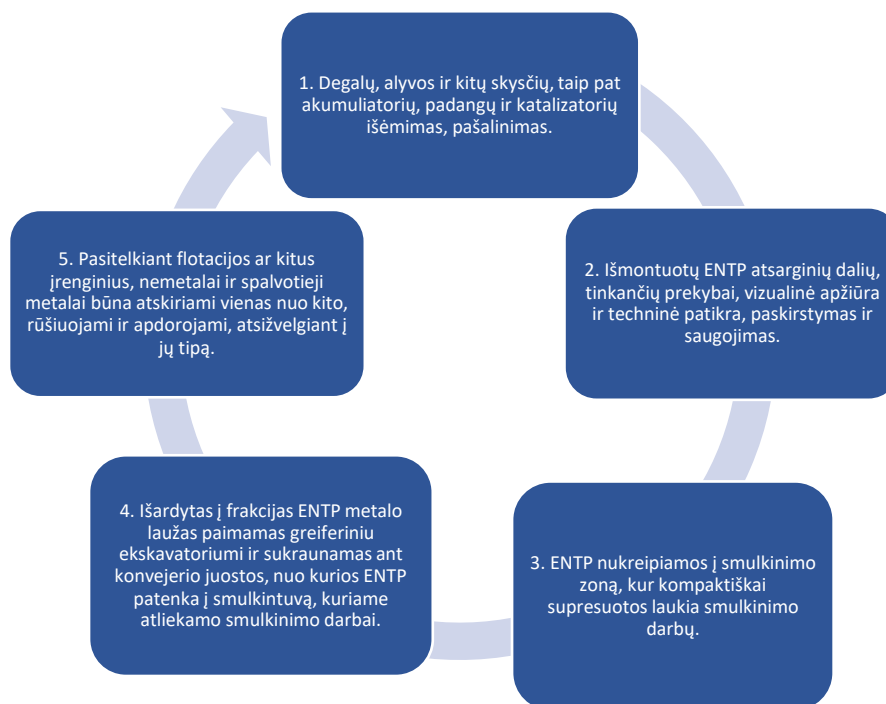 1. Degalų, alyvos ir kitų skysčių, taip pat
akumuliatorių, padangų ir katalizatorių
išėmimas, pašalinimas.
2. Išmontuotų ENTP atsarginių dalių,
tinkančių prekybai, vizualinė apžiūra
ir techninė patikra, paskirstymas ir
saugojimas.
3. ENTP nukreipiamos į smulkinimo
zoną, kur kompaktiškai
supresuotos laukia smulkinimo
darbų.
4. Išardytas į frakcijas ENTP metalo
laužas paimamas greiferiniu
ekskavatoriumi ir sukraunamas ant
konvejerio juostos, nuo kurios ENTP
patenka į smulkintuvą, kuriame
atliekamo smulkinimo darbai.
5. Pasitelkiant flotacijos ar kitus
įrenginius, nemetalai ir spalvotieji
metalai būna atskiriami vienas nuo kito,
rūšiuojami ir apdorojami, atsižvelgiant į
jų tipą.